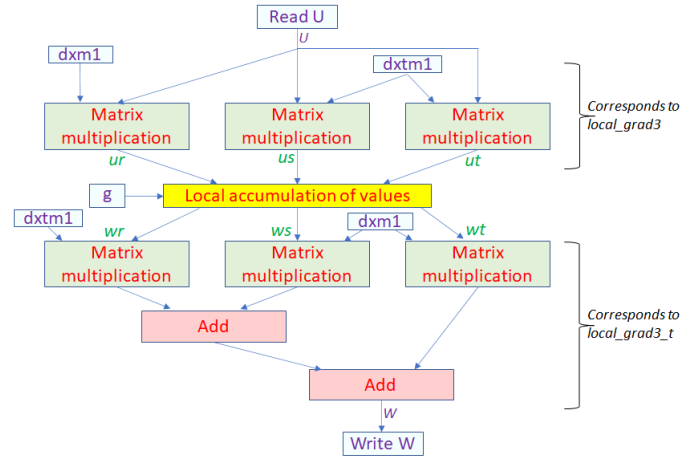 Read U
U
dxm1
dxtm1
Matrix
multiplication
Matrix
multiplication
Matrix
multiplication
Corresponds to
local_grad3
ur
us
ut
g
Local accumulation of values
dxtm1
wr
ws
dxm1
wt
Matrix
multiplication
Matrix
multiplication
Matrix
multiplication
Add
Corresponds to
local_grad3_t
Add
W
Write W